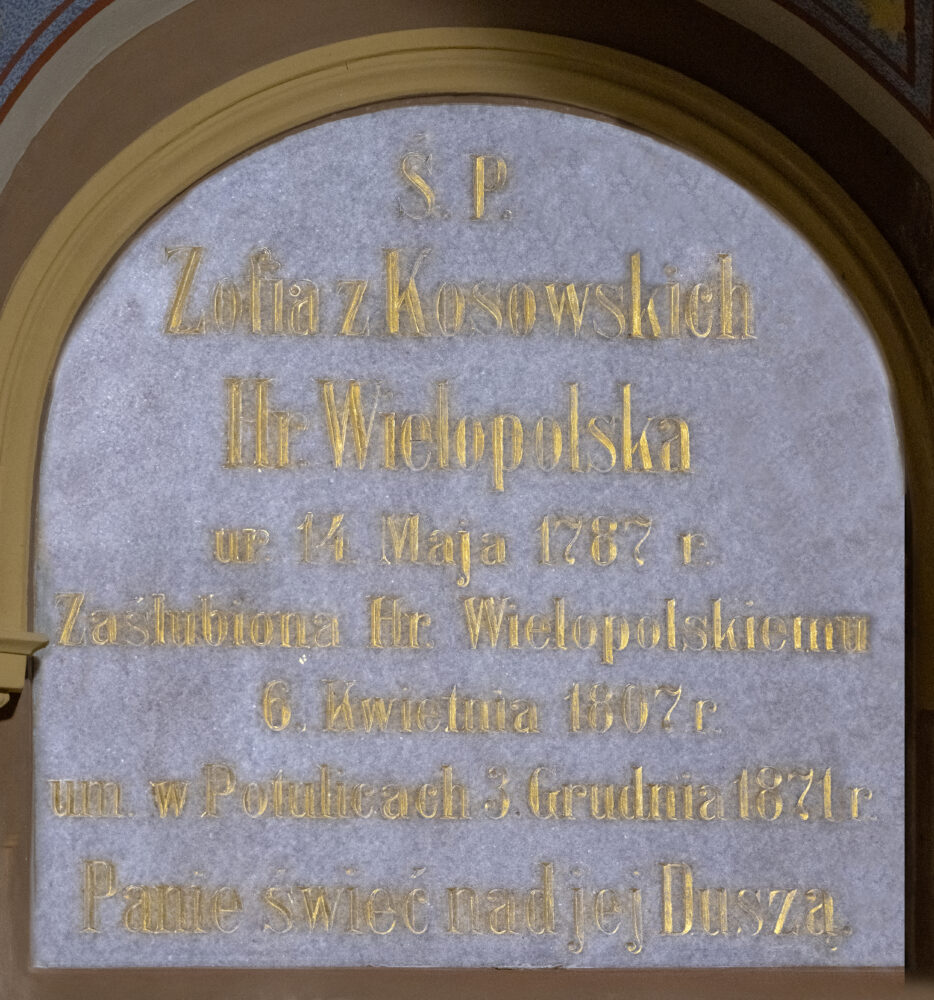 Ś. P.
Zofia z Kosowskich
Hr. Wielopolska
ur. 14. Maja 1787 r.
Zaślubiona Hr. Wielopolskiemu
6. Kwietnia 1807 r.
um. w Potulicach 3. Grudnia 1871 r.
Panie świeć nad jej Duszą.